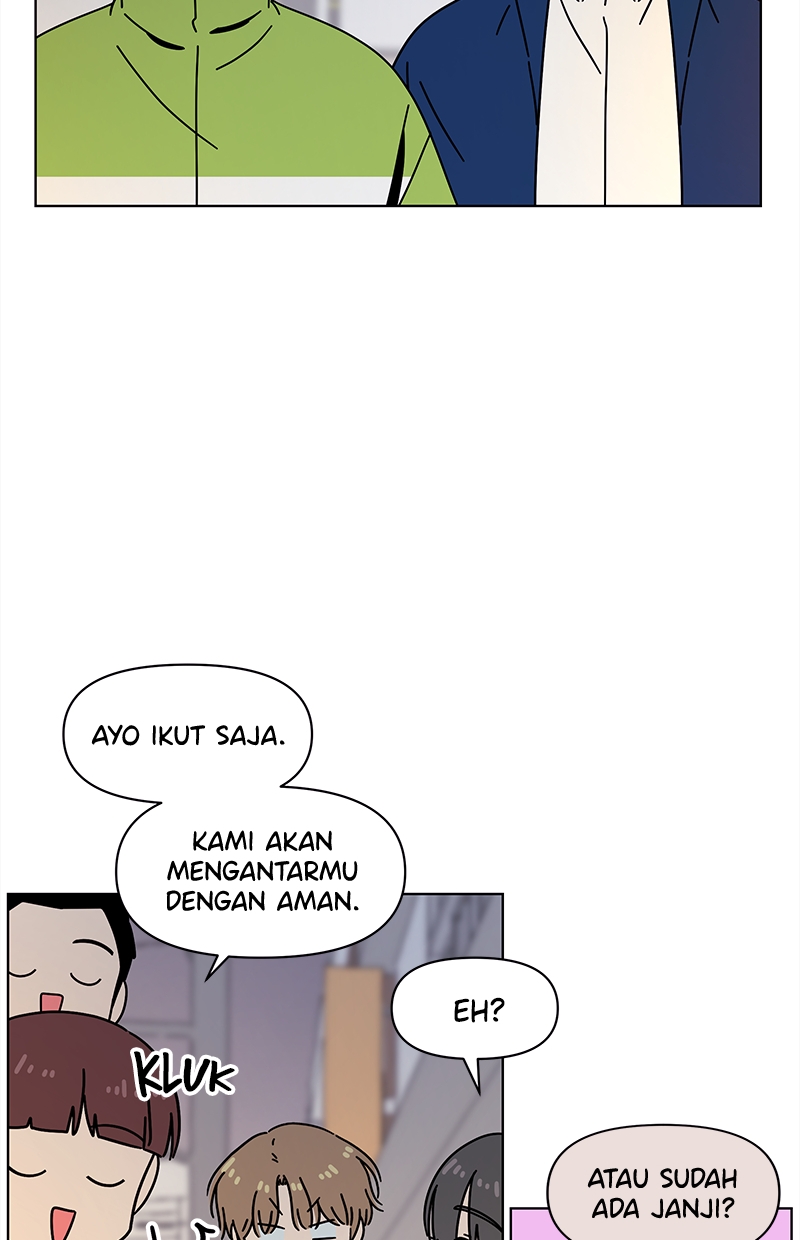 AYO IKUT SAJA.
KAMI AKAN
MENGANTARMU
DENGAN AMAN.
EH?
KLUK
ATAU SUDAH
ADA JANJI?